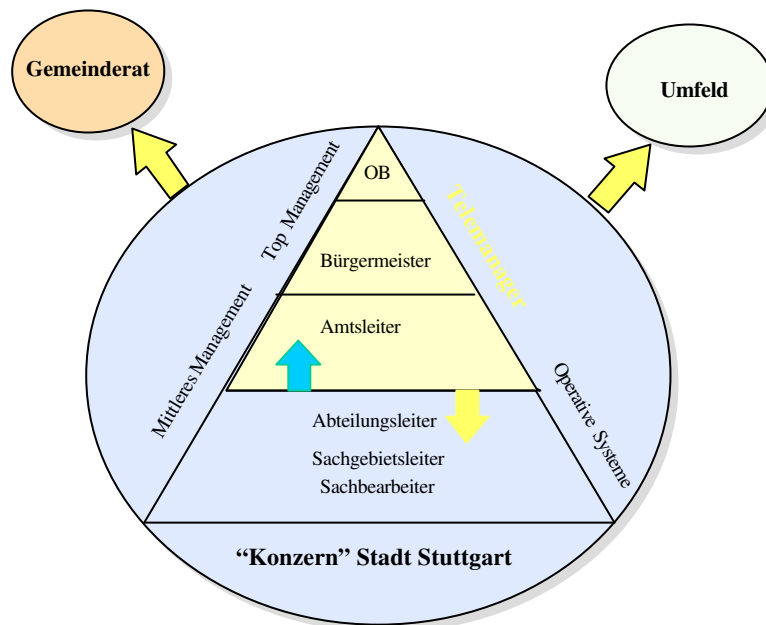 Gemeinderat
Umfeld
OB
Top Management
Telemanager
Bürgermeister
Amtsleiter
Mittleres Management
Operative Systeme
Abteilungsleiter
Sachgebietsleiter
Sachbearbeiter
“Konzern” Stadt Stuttgart